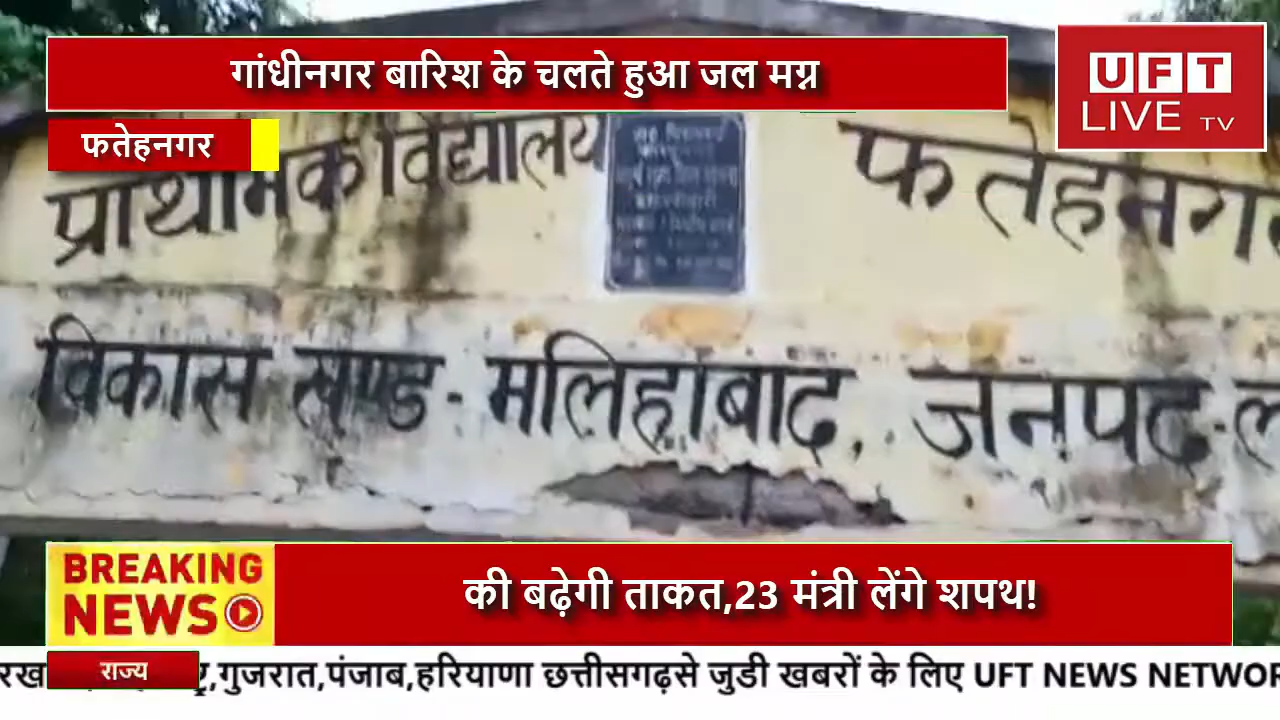 गांधीनगर बारिश के चलते हुआ जल मग्न
UFT
LIVE TV
फतेहनगर
प्राथमिक विद्यालय फतेहनगर
विकास खण्ड - मलिहाबाद, जनपद-ल
BREAKING
NEWS
की बढ़ेगी ताकत,23 मंत्री लेंगे शपथ!
राज्य
गुजरात,पंजाब,हरियाणा छत्तीसगढ़से जुडी खबरों के लिए UFT NEWS NETWOR